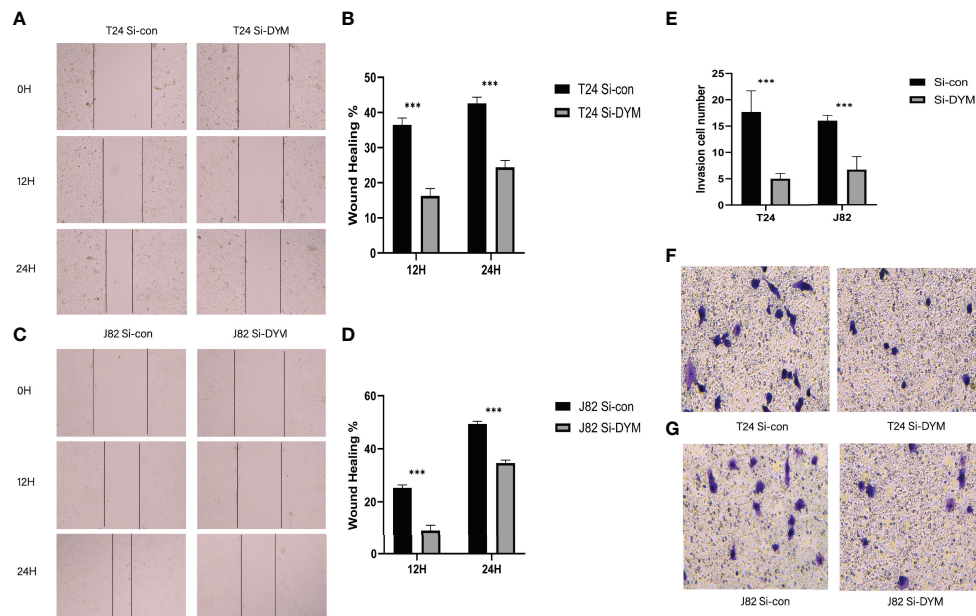 A
T24 Si-con
T24 Si-DYM
0H
12H
24H
B
Wound Healing %
50
40
30
20
10
0
***
***
12H
24H
T24 Si-con
T24 Si-DYM
C
J82 Si-con
J82 Si-DYM
0H
12H
24H
D
Wound Healing %
60
40
20
0
***
***
12H
24H
J82 Si-con
J82 Si-DYM
E
Invasion cell number
25
20
15
10
5
0
***
***
T24
J82
Si-con
Si-DYM
F
T24 Si-con
T24 Si-DYM
G
J82 Si-con
J82 Si-DYM